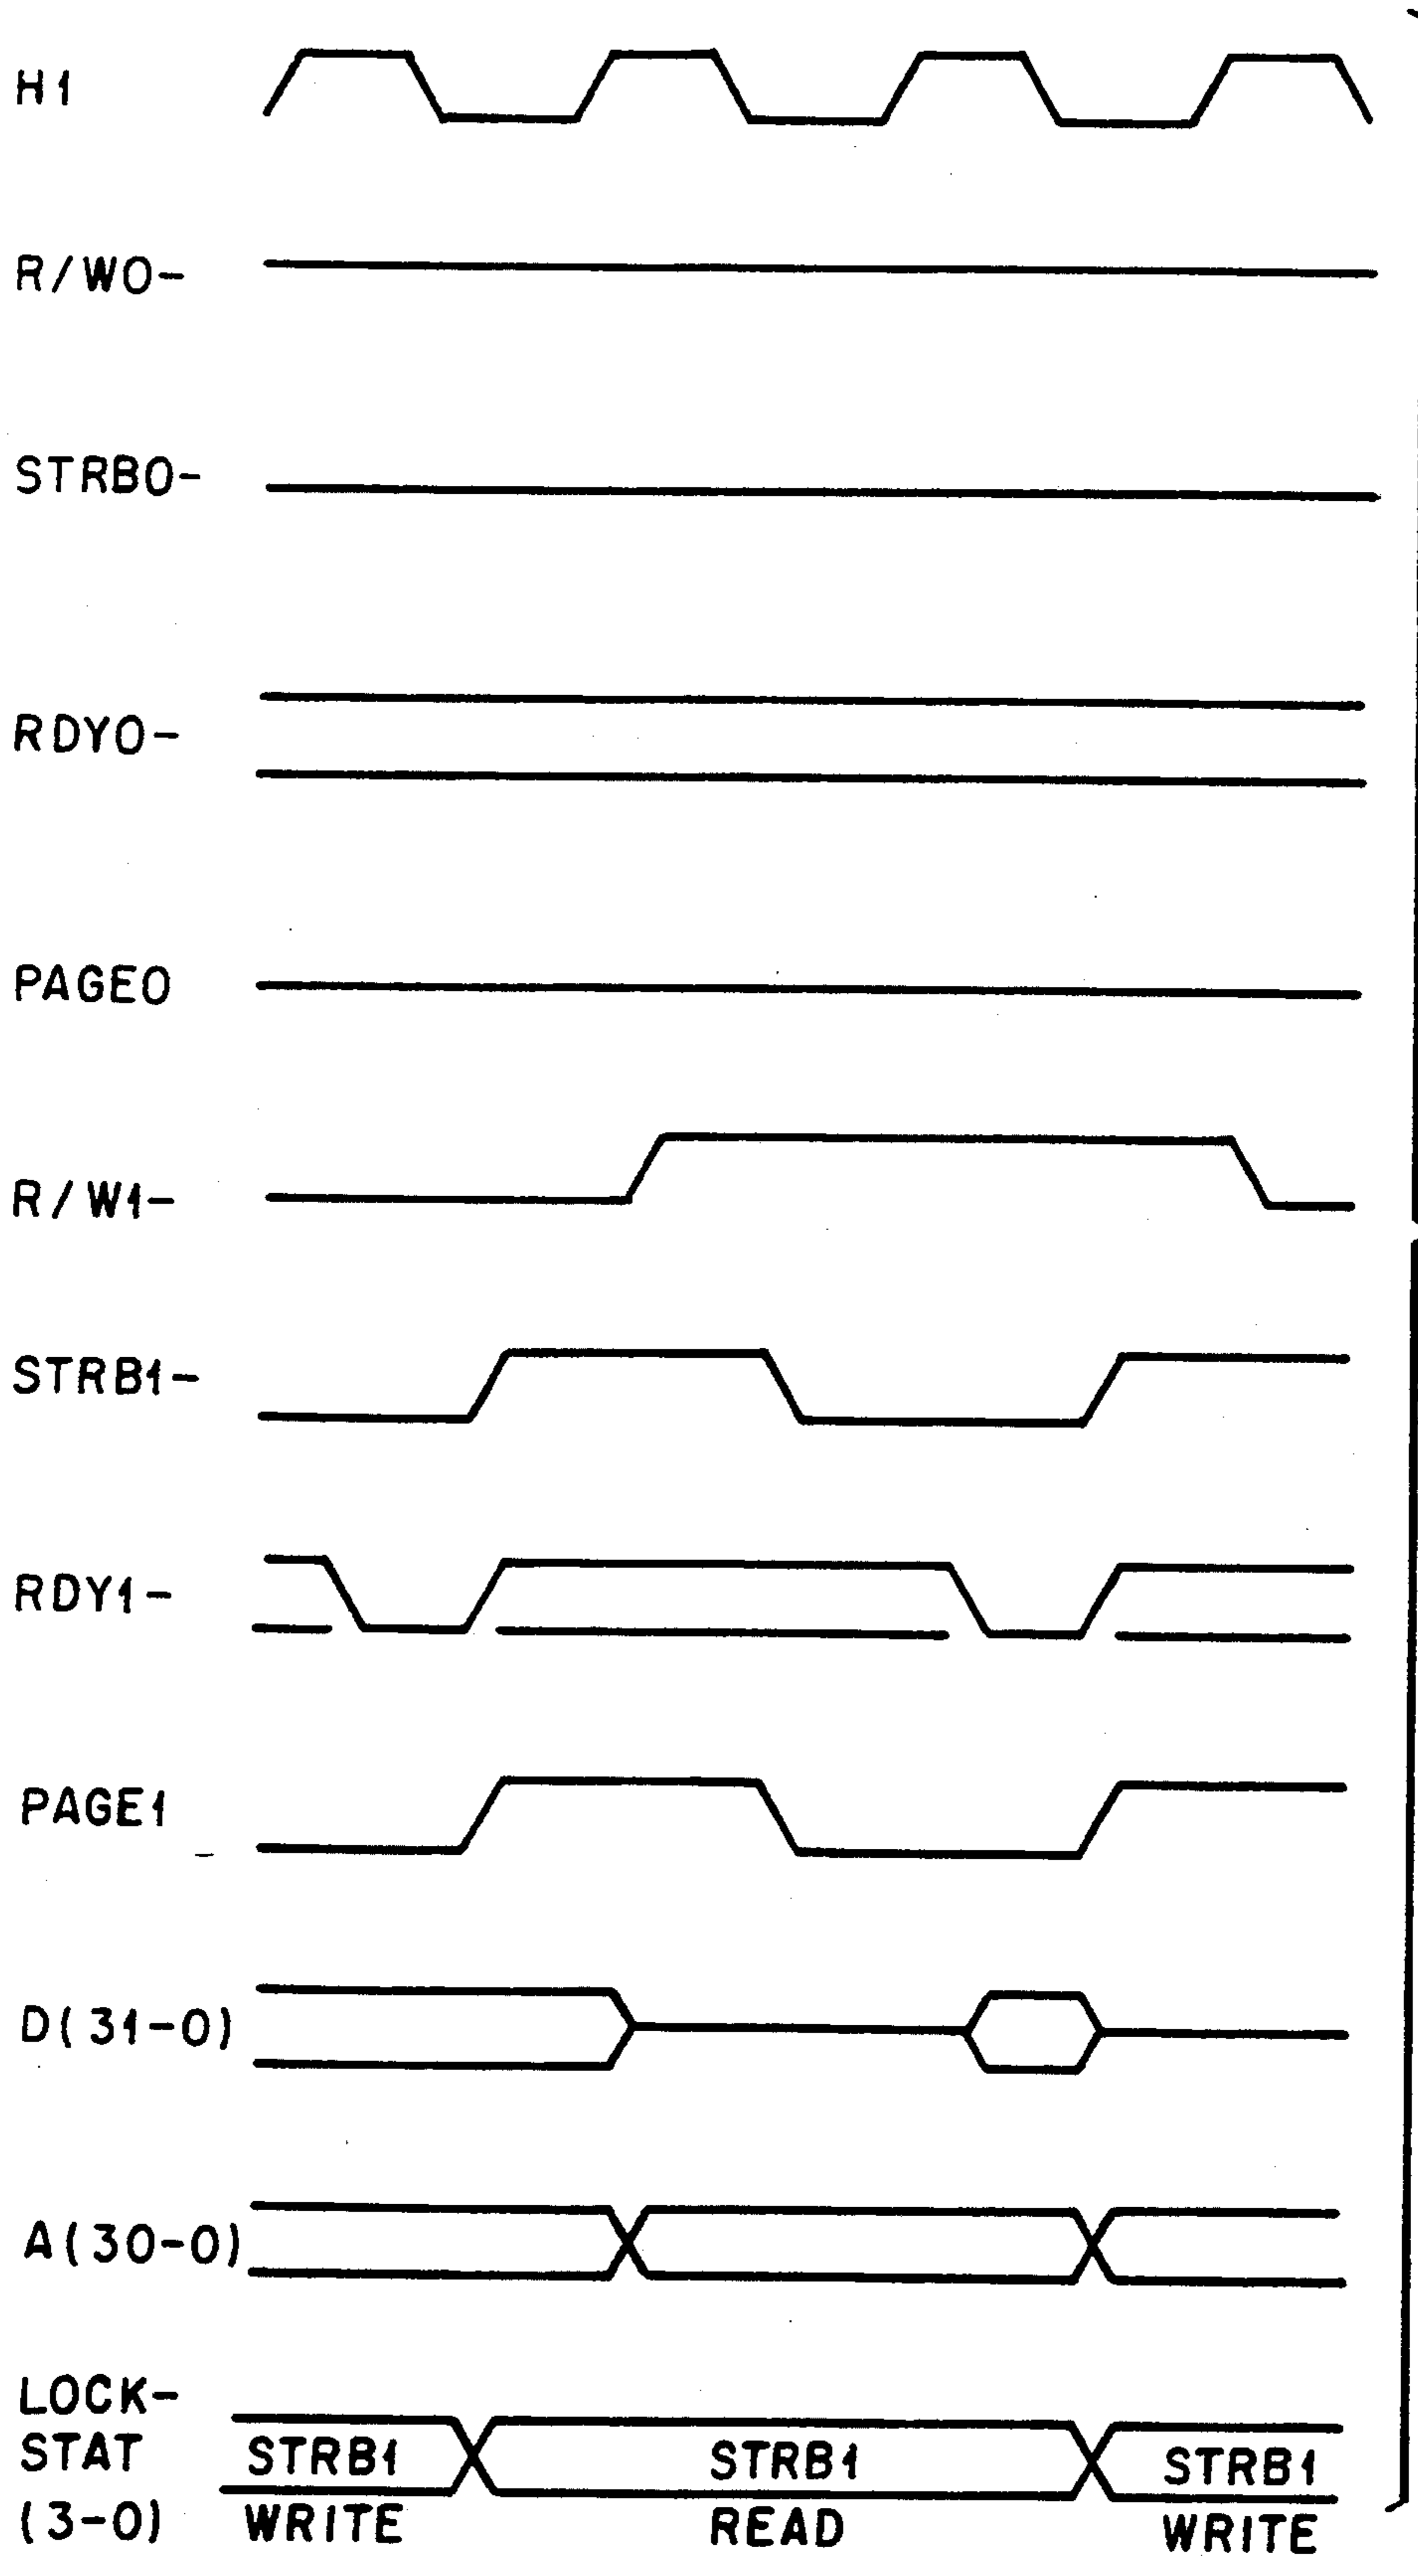 H1
R/W0-
STRB0-
RDY0-
PAGE0
R/W1-
STRB1-
RDY1-
PAGE1
D(31-0)
A(30-0)
LOCK-
STAT STRB1 STRB1 STRB1
(3-0) WRITE READ WRITE